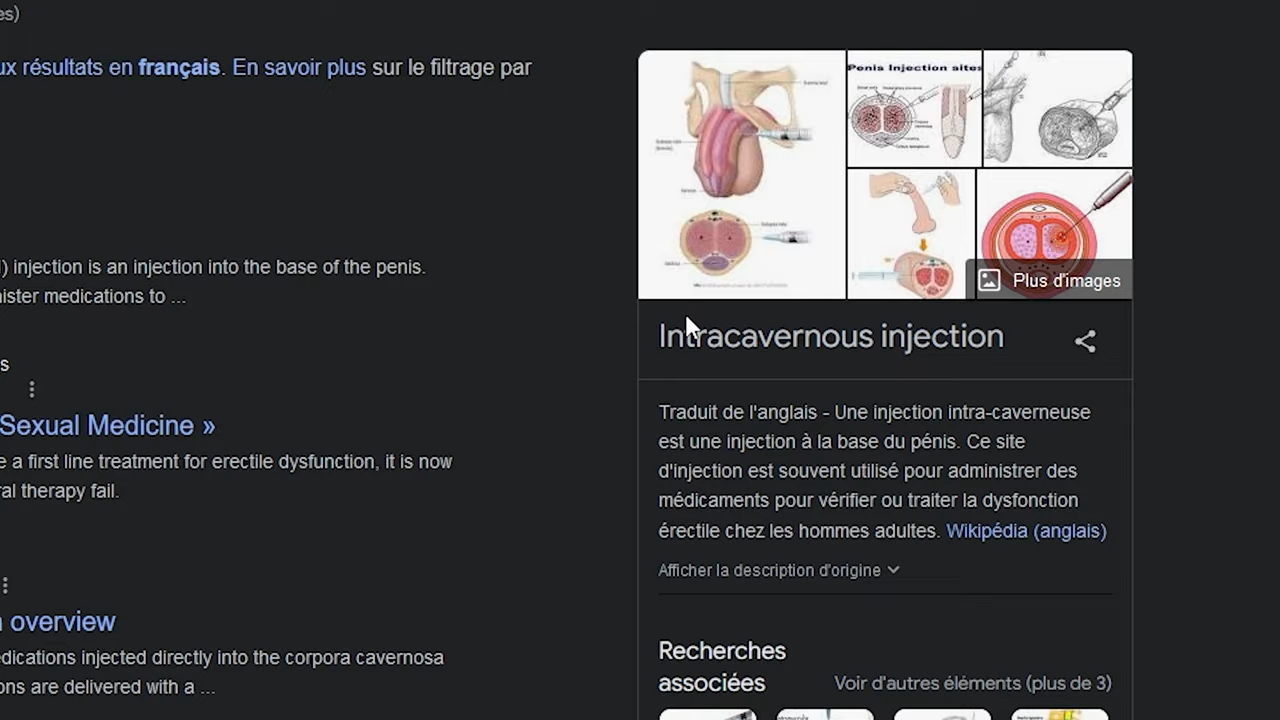 es)
ux résultats en français. En savoir plus sur le filtrage par
Penis Injection sites
) injection is an injection into the base of the penis.
nister medications to ...
Plus d'images
Intracavernous injection
s
Sexual Medicine »
e a first line treatment for erectile dysfunction, it is now
ral therapy fail.
Traduit de l'anglais - Une injection intra-caverneuse
est une injection à la base du pénis. Ce site
d'injection est souvent utilisé pour administrer des
médicaments pour vérifier ou traiter la dysfonction
érectile chez les hommes adultes. Wikipédia (anglais)
Afficher la description d'origine
overview
edications injected directly into the corpora cavernosa
ons are delivered with a ...
Recherches
associées
Voir d'autres éléments (plus de 3)